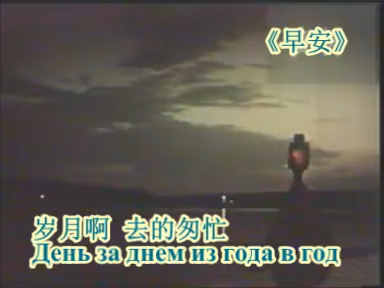 《早安》
岁月啊 去的匆忙
День за днем из года в год